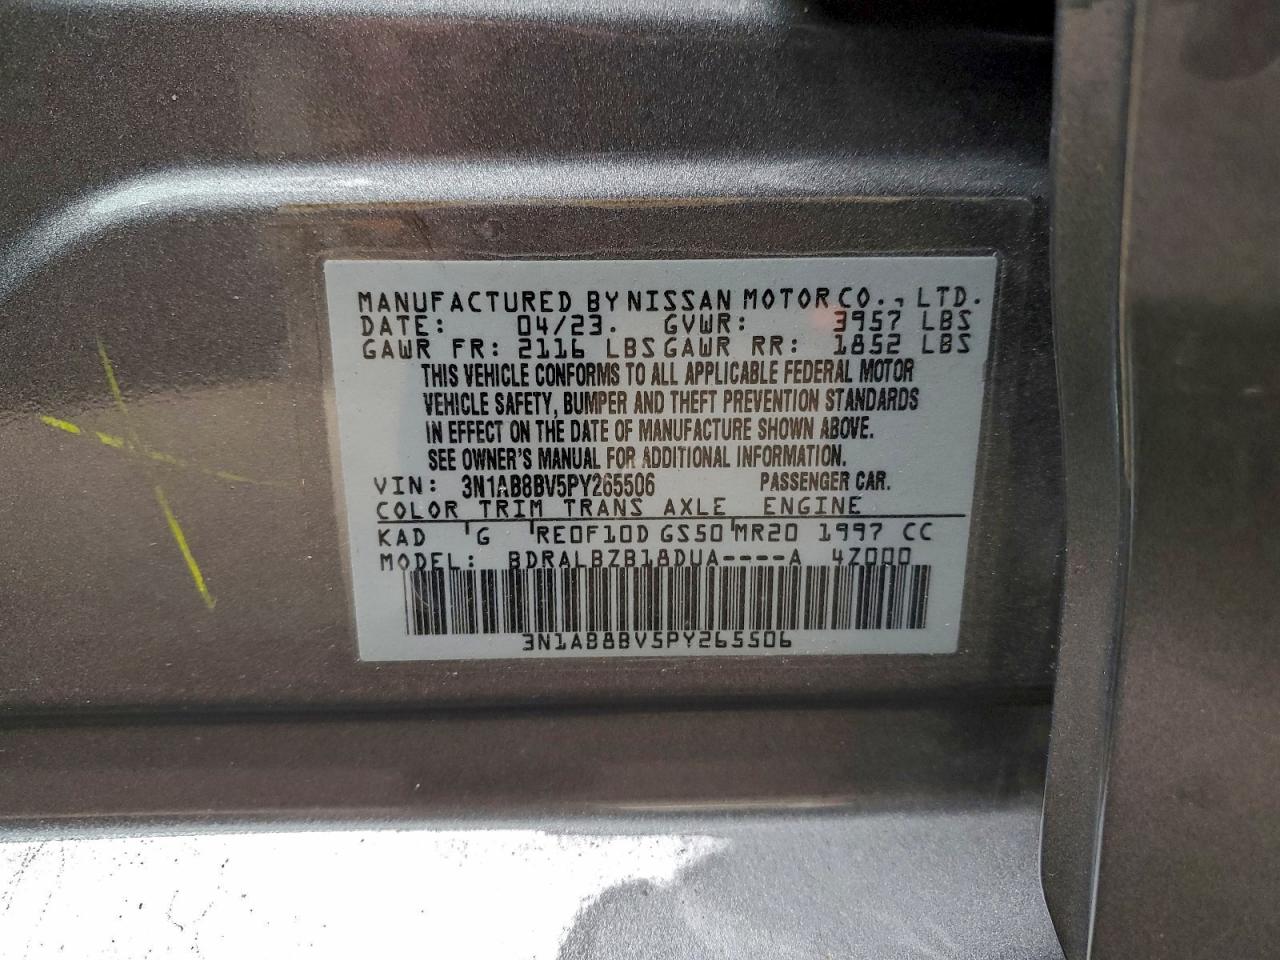 MANUFACTURED BY NISSAN MOTOR CO., LTD.
DATE: 04/23. GVWR: 3957 LBS
GAWR FR: 2116 LBS GAWR RR: 1852 LBS
THIS VEHICLE CONFORMS TO ALL APPLICABLE FEDERAL MOTOR
VEHICLE SAFETY, BUMPER AND THEFT PREVENTION STANDARDS
IN EFFECT ON THE DATE OF MANUFACTURE SHOWN ABOVE.
SEE OWNER'S MANUAL FOR ADDITIONAL INFORMATION.
VIN: 3N1AB8BV5PY265506 PASSENGER CAR.
COLOR TRIM TRANS AXLE ENGINE
KAD G RE0F10D GS50 MR20 1997 CC
MODEL: BDRALBZB18DUA----A 4Z000
3N1AB8BV5PY265506